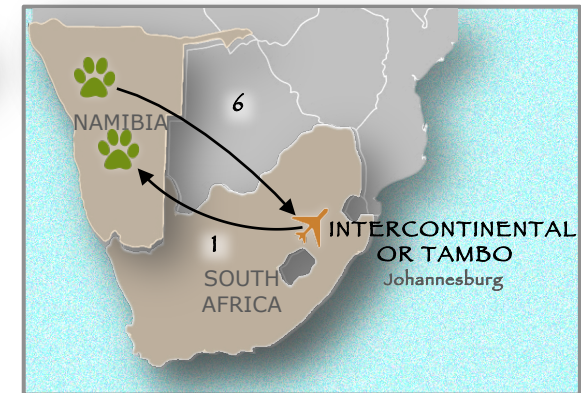 6
NAMIBIA
1
INTERCONTINENTAL
OR TAMBO
Johannesburg
SOUTH
AFRICA